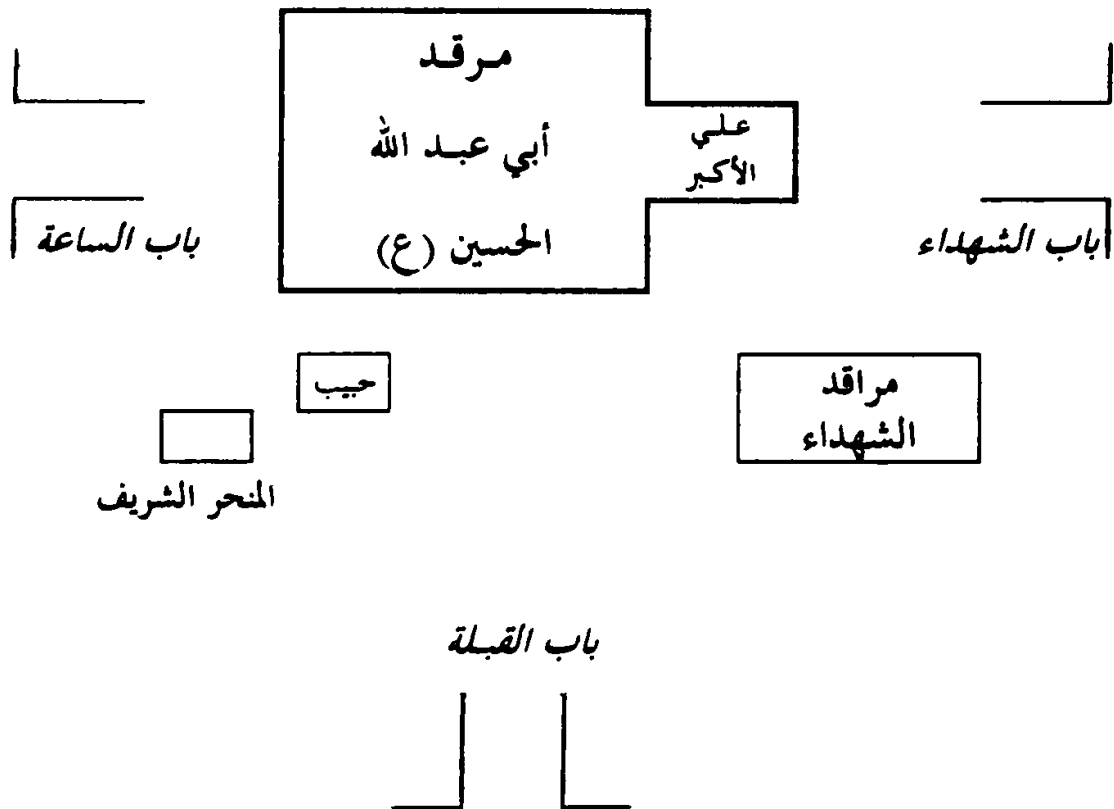 مرقد
أبي عبد الله
الحسين (ع)
علي
الأكبر
باب الشهداء
باب الساعة
حبيب
مراقد
الشهداء
المنحر الشريف
باب القبلة